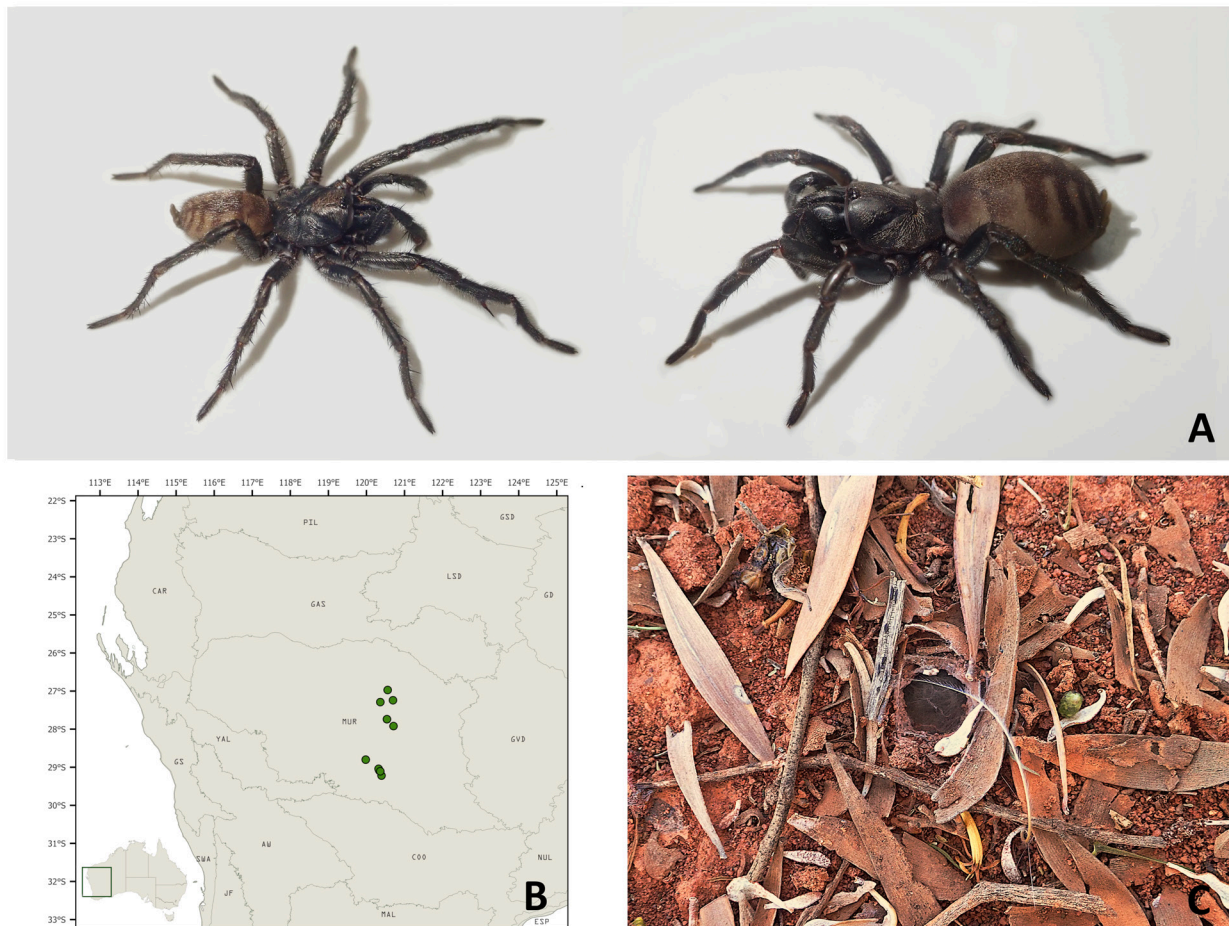 A
113°E 114°E 115°E 116°E 117°E 118°E 119°E 120°E 121°E 122°E 123°E 124°E 125°E
22°S
PIL
GSD
23°S
24°S
CAR
GAS
LSD
GD
25°S
26°S
27°S
28°S
MUR
YAL
GVD
GS
29°S
30°S
31°S
AW
SWA
COO
NUL
32°S
JF
MAL
B
33°S
ESP
C